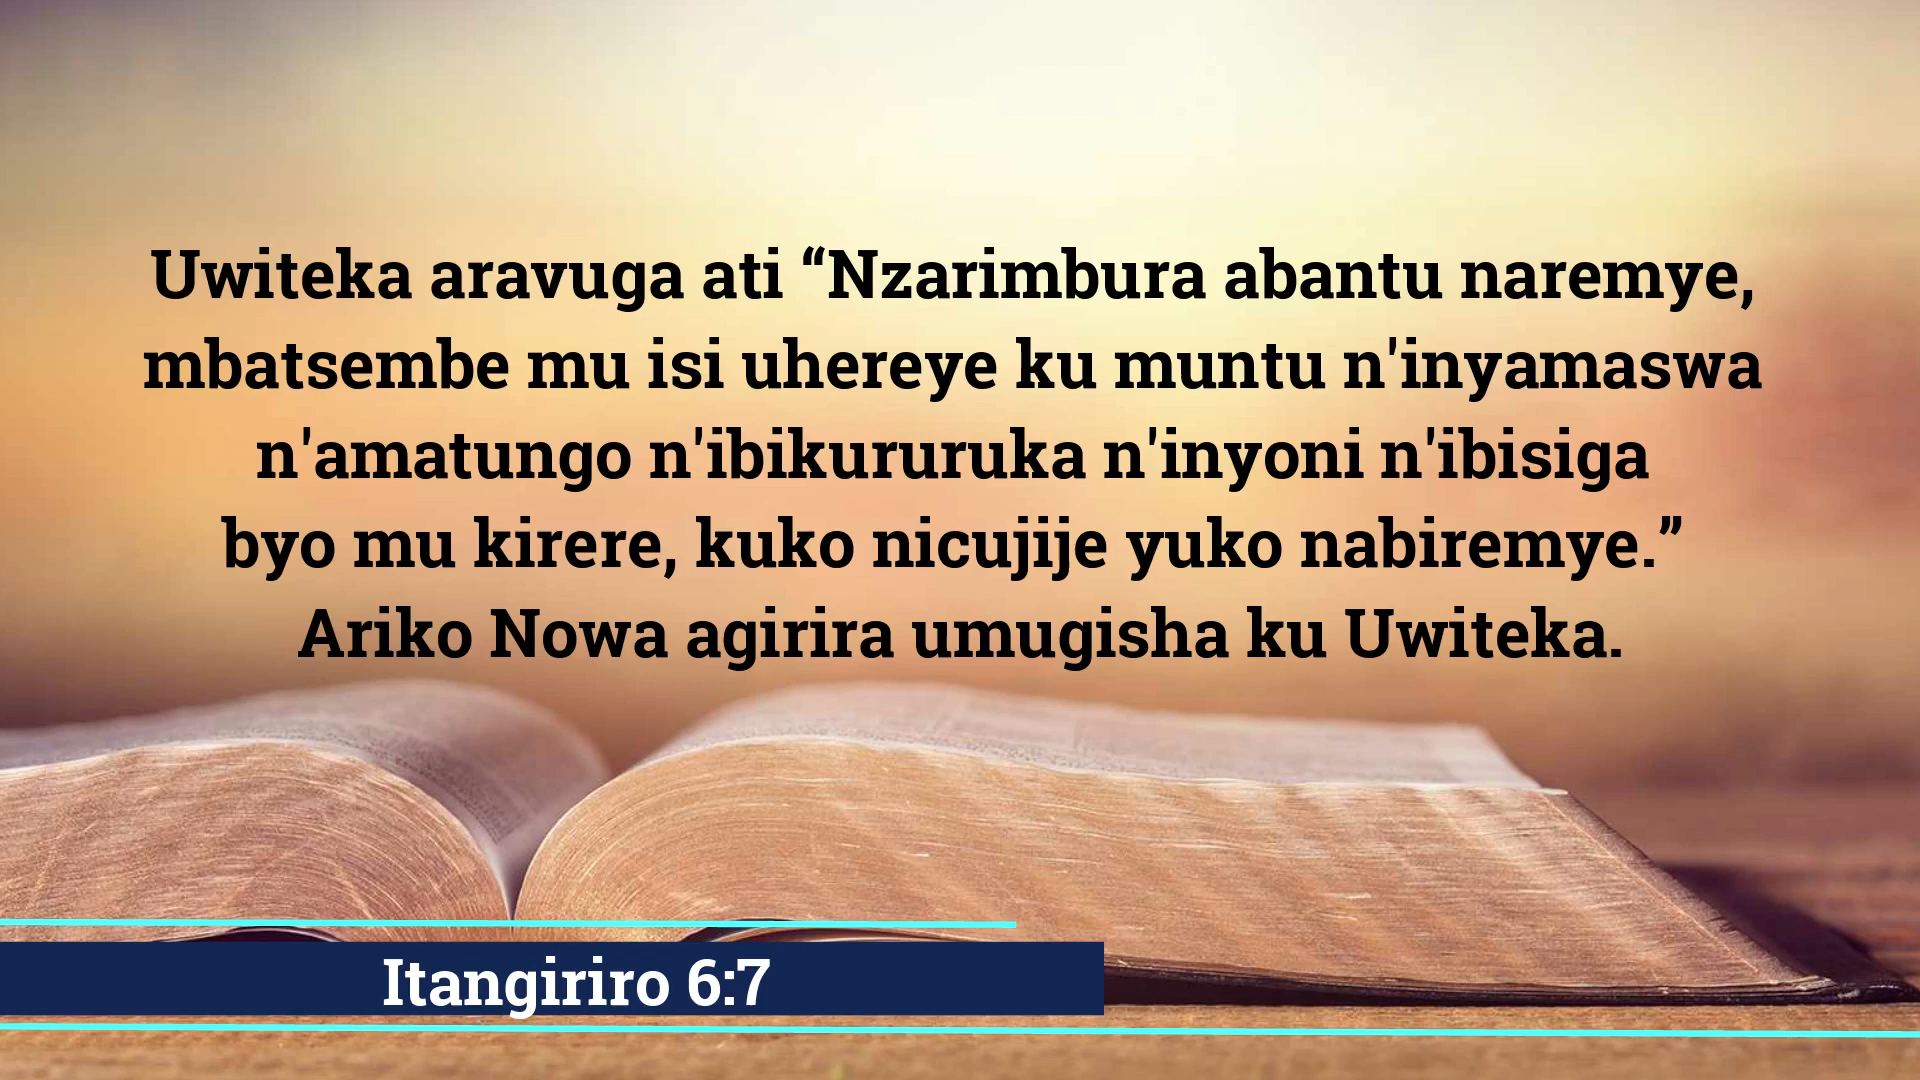 Uwiteka aravuga ati “Nzarimbura abantu naremye,
mbatsembe mu isi uhereye ku muntu n'inyamaswa
n'amatungo n'ibikururuka n'inyoni n'ibisiga
byo mu kirere, kuko nicujije yuko nabiremye.”
Ariko Nowa agirira umugisha ku Uwiteka.
Itangiriro 6:7